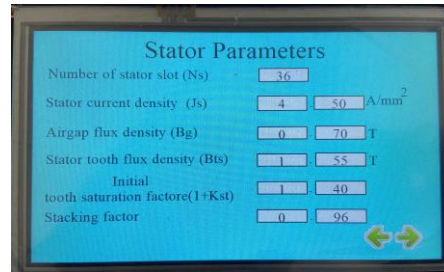 Stator Parameters
Number of stator slot (Ns) 36
Stator current density (Js) 4 . 50 A/mm²
Airgap flux density (Bg) 0 . 70 T
Stator tooth flux density (Bts) 1 . 55 T
Initial
tooth saturation factore(1+Kst) 1 . 40
Stacking factor 0 . 96